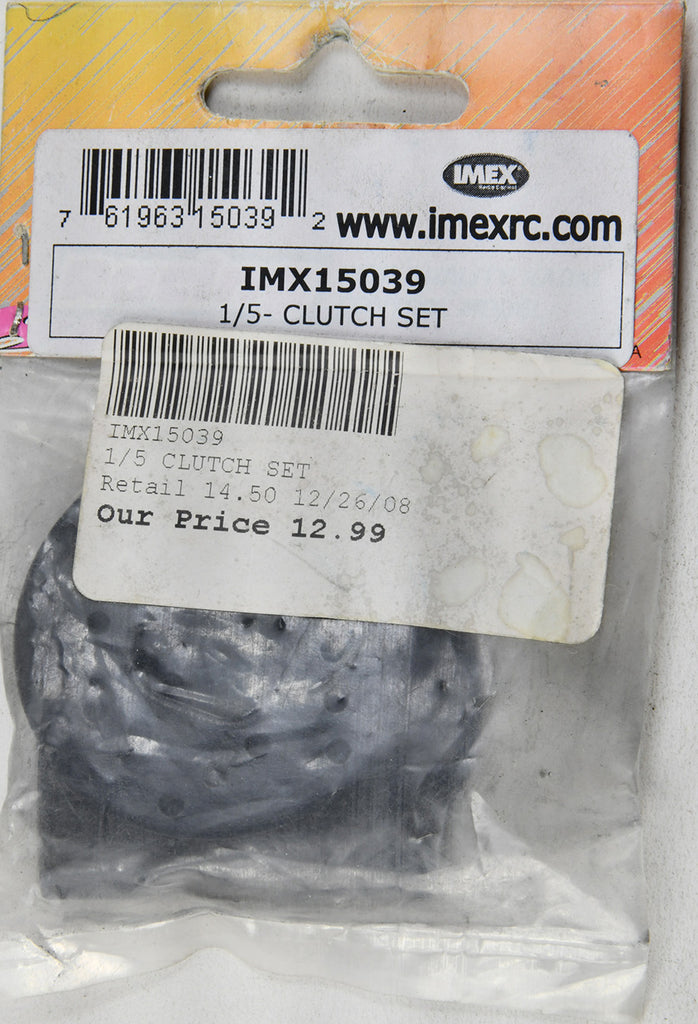 IMEX®
7 61963 15039 2
www.imexrc.com
IMX15039
1/5- CLUTCH SET
A
IMX15039
1/5 CLUTCH SET
Retail 14.50 12/26/08
Our Price 12.99